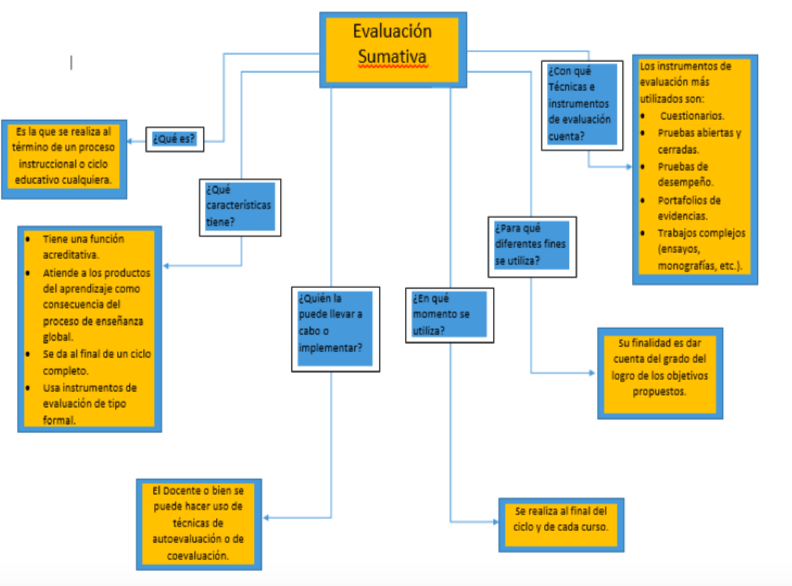 Evaluación
Sumativa
¿Qué es?
Es la que se realiza al
término de un proceso
instruccional o ciclo
educativo cualquiera.
¿Qué
características
tiene?
Tiene una función
acreditativa.
Atiende a los productos
del aprendizaje como
consecuencia del
proceso de enseñanza
global.
Se da al final de un ciclo
completo.
Usa instrumentos de
evaluación de tipo
formal.
¿Quién la
puede llevar a
cabo o
implementar?
El Docente o bien se
puede hacer uso de
técnicas de
autoevaluación o de
coevaluación.
¿En qué
momento se
utiliza?
Se realiza al final del
ciclo y de cada curso.
¿Para qué
diferentes fines
se utiliza?
Su finalidad es dar
cuenta del grado del
logro de los objetivos
propuestos.
¿Con qué
Técnicas e
instrumentos
de evaluación
cuenta?
Los instrumentos de
evaluación más
utilizados son:
Cuestionarios.
Pruebas abiertas y
cerradas.
Pruebas de
desempeño.
Portafolios de
evidencias.
Trabajos complejos
(ensayos,
monografías, etc.).